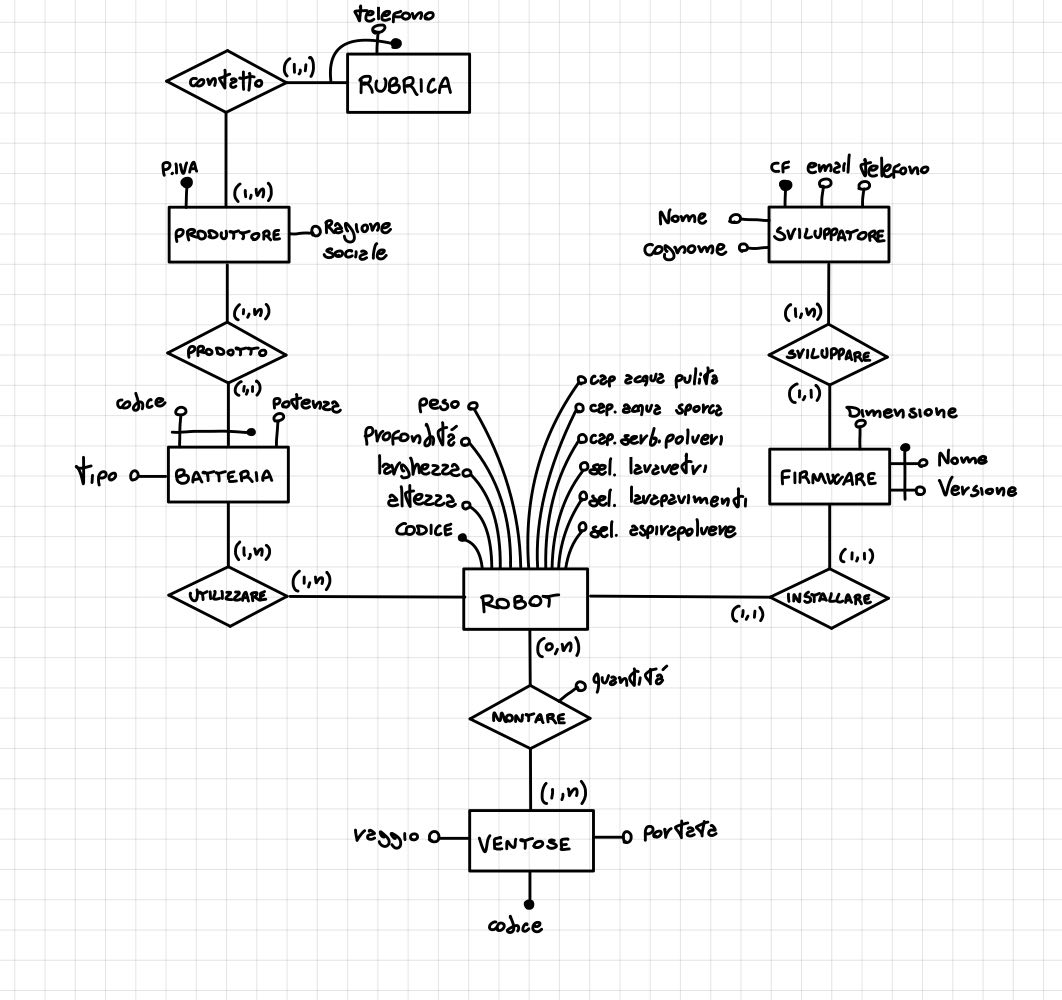 telefono
contatto
(1,1)
RUBRICA
P.IVA
(1,n)
PRODUTTORE
Ragione
sociale
(1,n)
PRODOTTO
(1,1)
codice
potenza
tipo
BATTERIA
(1,n)
UTILIZZARE
(1,n)
CF
email
telefono
Nome
cognome
SVILUPPATORE
(1,n)
SVILUPPARE
(1,1)
Dimensione
FIRMWARE
Nome
Versione
(1,1)
INSTALLARE
(1,1)
peso
profondità
larghezza
altezza
CODICE
cap acqua pulita
cap. acqua sporca
cap. serb. polveri
sel. lavavetri
sel. lavapavimenti
sel. aspirapolvere
ROBOT
(0,n)
quantità
MONTARE
(1,n)
raggio
VENTOSE
portata
codice